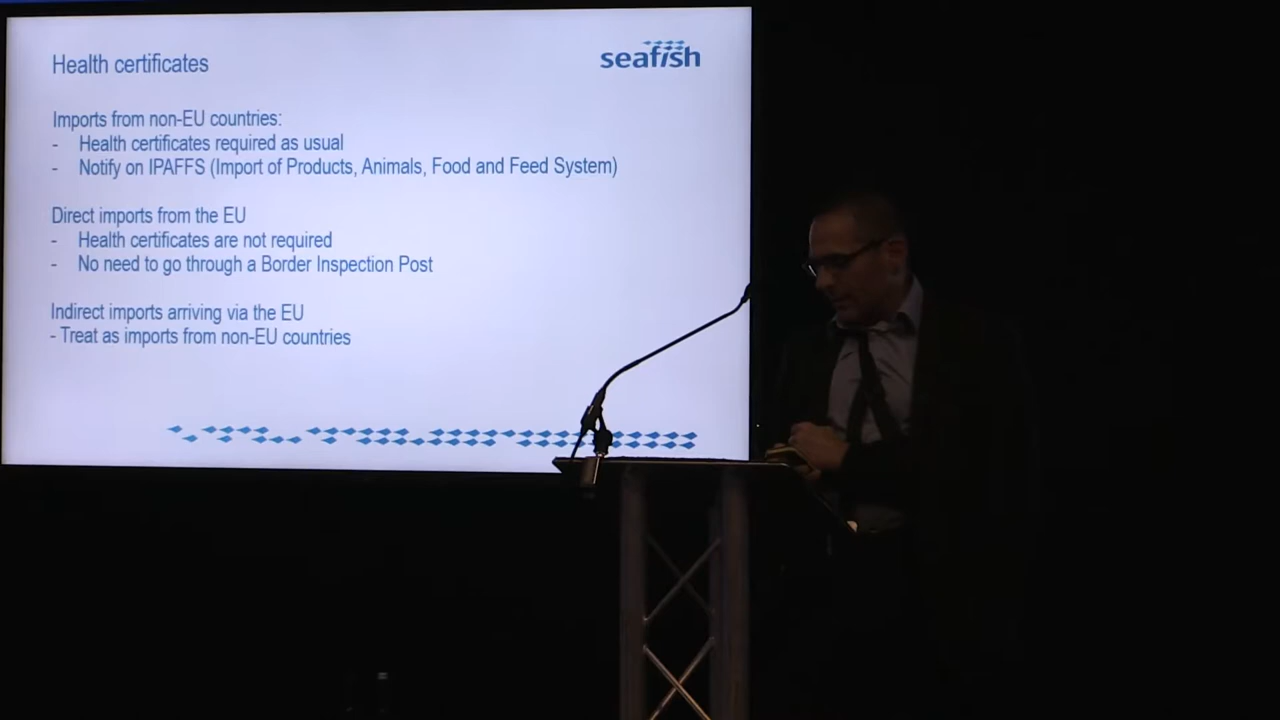 Health certificates
seafish
Imports from non-EU countries:
- Health certificates required as usual
- Notify on IPAFFS (Import of Products, Animals, Food and Feed System)
Direct imports from the EU
- Health certificates are not required
- No need to go through a Border Inspection Post
Indirect imports arriving via the EU
- Treat as imports from non-EU countries